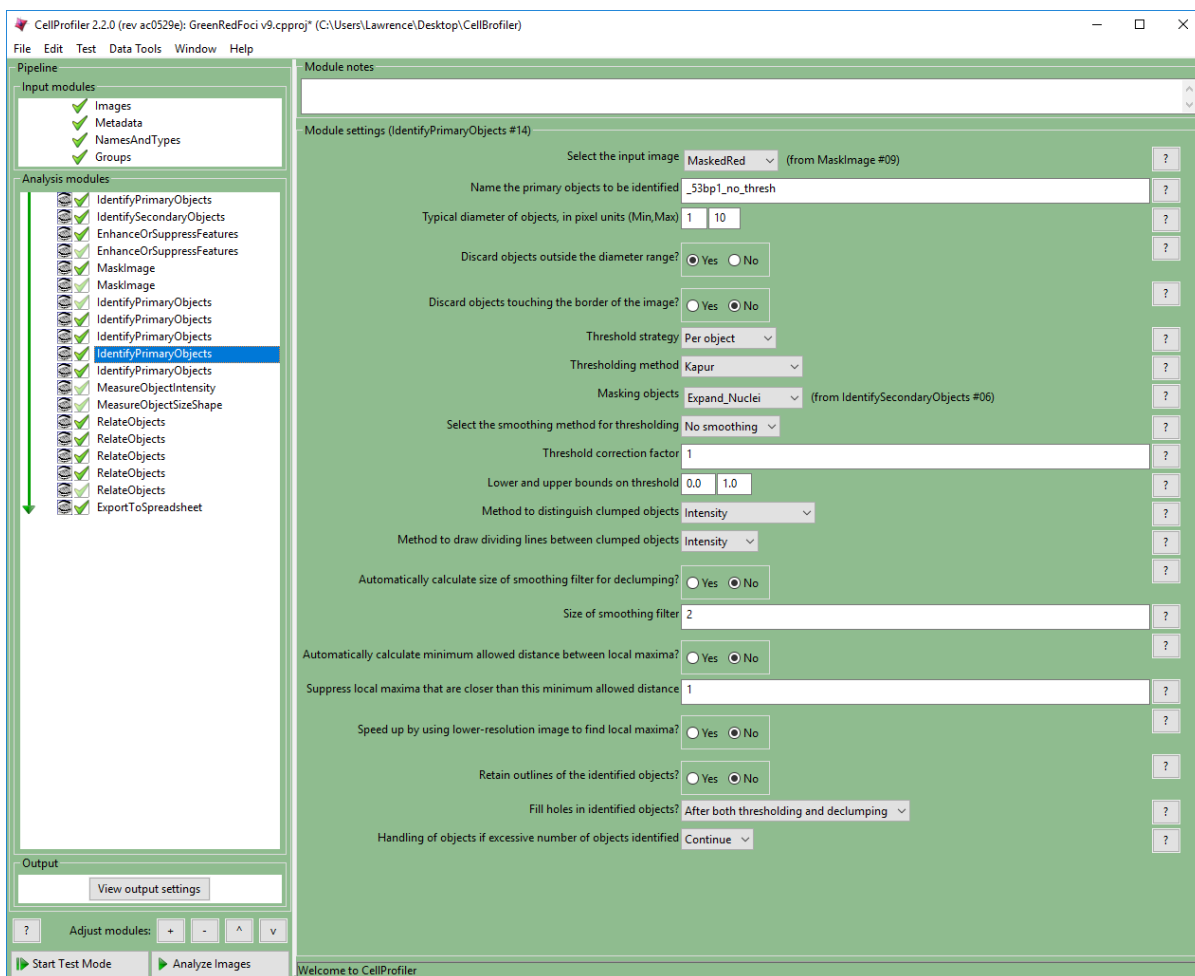 CellProfiler 2.2.0 (rev ac0529e): GreenRedFoci v9.cpproj* (C:\Users\Lawrence\Desktop\CellBrofiler)
File Edit Test Data Tools Window Help
Pipeline
Input modules
Images
Metadata
NamesAndTypes
Groups
Analysis modules
IdentifyPrimaryObjects
IdentifySecondaryObjects
EnhanceOrSuppressFeatures
EnhanceOrSuppressFeatures
MaskImage
MaskImage
IdentifyPrimaryObjects
IdentifyPrimaryObjects
IdentifyPrimaryObjects
IdentifyPrimaryObjects
IdentifyPrimaryObjects
MeasureObjectIntensity
MeasureObjectSizeShape
RelateObjects
RelateObjects
RelateObjects
RelateObjects
RelateObjects
ExportToSpreadsheet
Output
View output settings
? Adjust modules: + - ^ v
Start Test Mode Analyze Images
Module notes
Module settings (IdentifyPrimaryObjects #14)
Select the input image MaskedRed (from MaskImage #09) ?
Name the primary objects to be identified _53bp1_no_thresh ?
Typical diameter of objects, in pixel units (Min,Max) 1 10 ?
Discard objects outside the diameter range? Yes No ?
Discard objects touching the border of the image? Yes No ?
Threshold strategy Per object ?
Thresholding method Kapur ?
Masking objects Expand_Nuclei (from IdentifySecondaryObjects #06) ?
Select the smoothing method for thresholding No smoothing ?
Threshold correction factor 1 ?
Lower and upper bounds on threshold 0.0 1.0 ?
Method to distinguish clumped objects Intensity ?
Method to draw dividing lines between clumped objects Intensity ?
Automatically calculate size of smoothing filter for declumping? Yes No ?
Size of smoothing filter 2 ?
Automatically calculate minimum allowed distance between local maxima? Yes No ?
Suppress local maxima that are closer than this minimum allowed distance 1 ?
Speed up by using lower-resolution image to find local maxima? Yes No ?
Retain outlines of the identified objects? Yes No ?
Fill holes in identified objects? After both thresholding and declumping ?
Handling of objects if excessive number of objects identified Continue ?
Welcome to CellProfiler